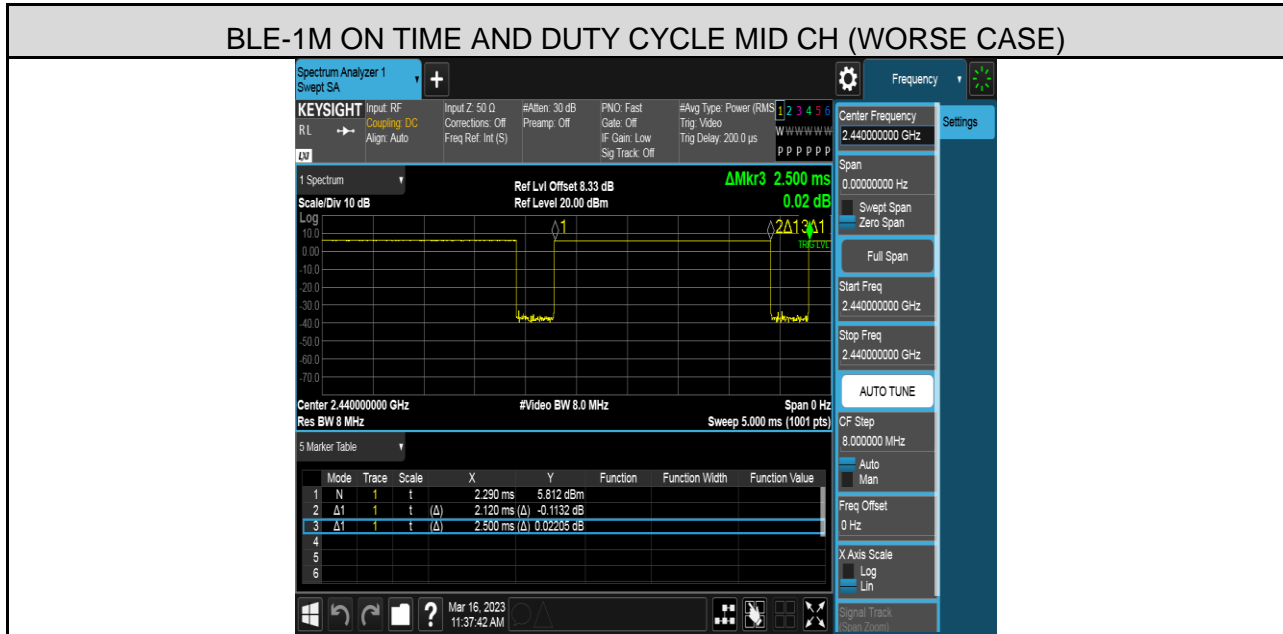 BLE-1M ON TIME AND DUTY CYCLE MID CH (WORSE CASE)
Spectrum Analyzer 1
Swept SA
+
Frequency
KEYSIGHT
RL
LXI
Input: RF
Coupling: DC
Align: Auto
Input Z: 50 Ω
Corrections: Off
Freq Ref: Int (S)
#Atten: 30 dB
Preamp: Off
PNO: Fast
Gate: Off
IF Gain: Low
Sig Track: Off
#Avg Type: Power (RMS
Trig: Video
Trig Delay: 200.0 µs
1 2 3 4 5 6
W W W W W W
P P P P P P
1 Spectrum
Scale/Div 10 dB
Ref Lvl Offset 8.33 dB
Ref Level 20.00 dBm
ΔMkr3 2.500 ms
0.02 dB
Log
10.0
0.00
-10.0
-20.0
-30.0
-40.0
-50.0
-60.0
-70.0
1
2Δ1 3Δ1
TRIG LVL
Center 2.440000000 GHz
#Video BW 8.0 MHz
Span 0 Hz
Res BW 8 MHz
Sweep 5.000 ms (1001 pts)
5 Marker Table
Mode Trace Scale X Y Function Function Width Function Value
1 N 1 t 2.290 ms 5.812 dBm
2 Δ1 1 t (Δ) 2.120 ms (Δ) -0.1132 dB
3 Δ1 1 t (Δ) 2.500 ms (Δ) 0.02205 dB
4
5
6
?
Mar 16, 2023
11:37:42 AM
Center Frequency
2.440000000 GHz
Settings
Span
0.00000000 Hz
Swept Span
Zero Span
Full Span
Start Freq
2.440000000 GHz
Stop Freq
2.440000000 GHz
AUTO TUNE
CF Step
8.000000 MHz
Auto
Man
Freq Offset
0 Hz
X Axis Scale
Log
Lin
Signal Track
(Span Zoom)